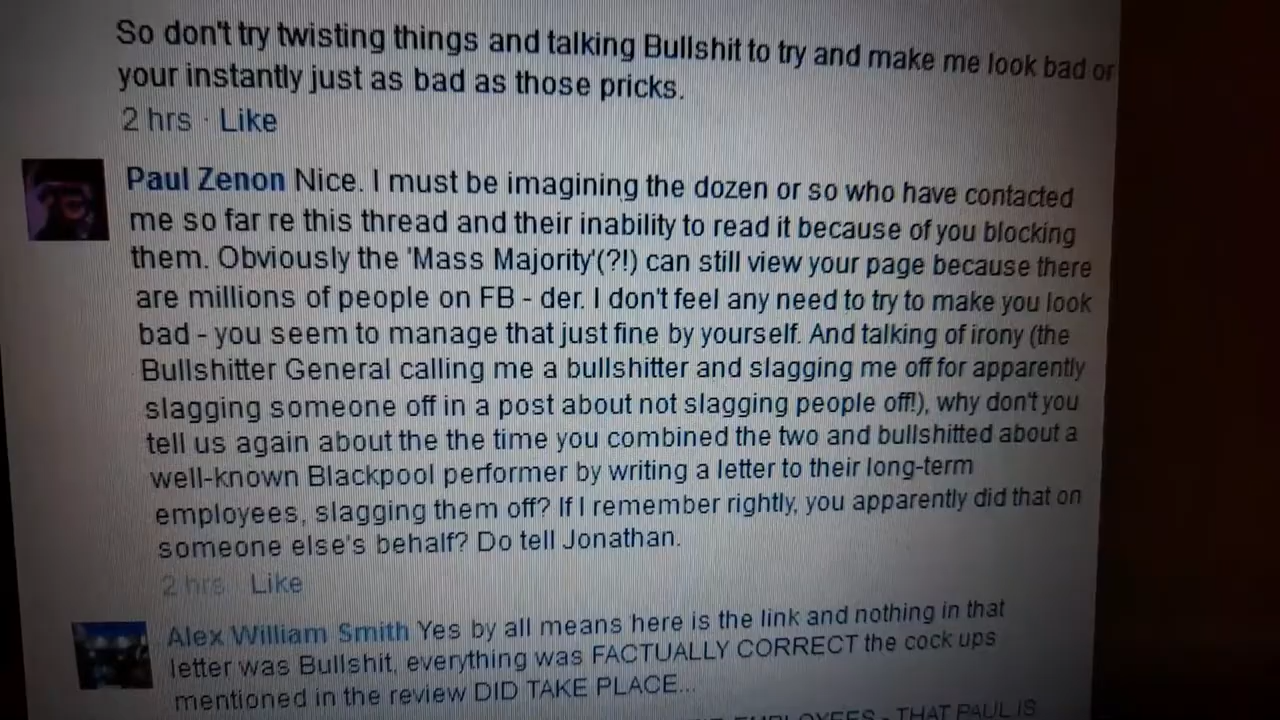 So don't try twisting things and talking Bullshit to try and make me look bad or
your instantly just as bad as those pricks.
2 hrs · Like
Paul Zenon Nice. I must be imagining the dozen or so who have contacted
me so far re this thread and their inability to read it because of you blocking
them. Obviously the 'Mass Majority'(?!) can still view your page because there
are millions of people on FB - der. I don't feel any need to try to make you look
bad - you seem to manage that just fine by yourself. And talking of irony (the
Bullshitter General calling me a bullshitter and slagging me off for apparently
slagging someone off in a post about not slagging people off!), why don't you
tell us again about the the time you combined the two and bullshitted about a
well-known Blackpool performer by writing a letter to their long-term
employees, slagging them off? If I remember rightly, you apparently did that on
someone else's behalf? Do tell Jonathan.
2 hrs · Like
Alex William Smith Yes by all means here is the link and nothing in that
letter was Bullshit, everything was FACTUALLY CORRECT the cock ups
mentioned in the review DID TAKE PLACE...
EMPLOYEES - THAT PAUL IS